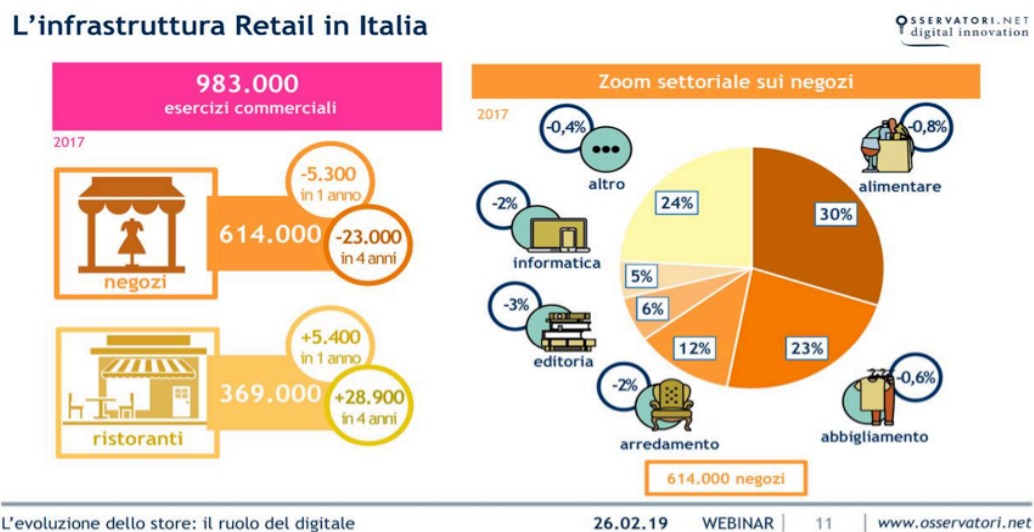 L'infrastruttura Retail in Italia
OSSERVATORI.NET
digital innovation
983.000
esercizi commerciali
2017
-5.300
in 1 anno
614.000
-23.000
in 4 anni
negozi
+5.400
in 1 anno
369.000
+28.900
in 4 anni
ristoranti
Zoom settoriale sui negozi
2017
-0,4%
altro
-0,8%
alimentare
-2%
informatica
-3%
editoria
-2%
arredamento
-0,6%
abbigliamento
24%
30%
5%
6%
12%
23%
614.000 negozi
L'evoluzione dello store: il ruolo del digitale
26.02.19 WEBINAR | 11 | www.osservatori.net